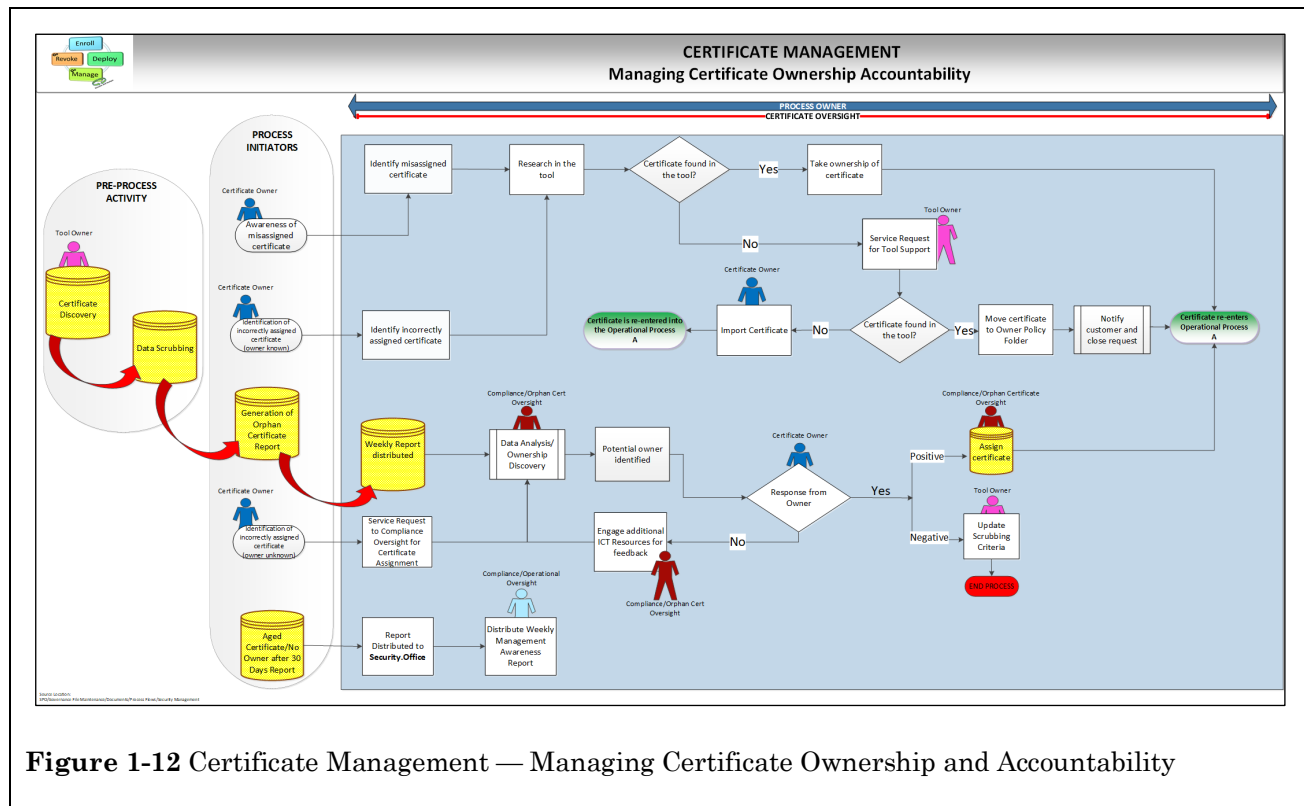 Enroll
Revoke
Deploy
Manage
CERTIFICATE MANAGEMENT
Managing Certificate Ownership Accountability
PROCESS OWNER
CERTIFICATE OVERSIGHT
PRE-PROCESS
ACTIVITY
Tool Owner
Certificate
Discovery
Data Scrubbing
PROCESS
INITIATORS
Certificate Owner
Awareness of
misassigned
certificate
Certificate Owner
Identification of
incorrectly assigned
certificate
(owner known)
Generation of
Orphan
Certificate
Report
Certificate Owner
Identification of
incorrectly assigned
certificate
(owner unknown)
Aged
Certificate/No
Owner after 30
Days Report
Identify misassigned
certificate
Research in the
tool
Certificate found in
the tool?
Yes
Take ownership of
certificate
No
Tool Owner
Service Request
for Tool Support
Identify incorrectly
assigned certificate
Certificate is re-entered into
the Operational Process
A
Certificate Owner
Import Certificate
No
Certificate found in
the tool?
Yes
Move certificate
to Owner Policy
Folder
Notify
customer and
close request
Certificate re-enters
Operational Process
A
Weekly Report
distributed
Compliance/Orphan Cert
Oversight
Data Analysis/
Ownership
Discovery
Potential owner
identified
Certificate Owner
Response from
Owner
Yes
Positive
Compliance/Orphan Certificate
Oversight
Assign
certificate
Negative
Tool Owner
Update
Scrubbing
Criteria
END PROCESS
Service Request
to Compliance
Oversight for
Certificate
Assignment
Engage additional
ICT Resources for
feedback
No
Compliance/Orphan Cert
Oversight
Report
Distributed to
Security.Office
Compliance/Operational
Oversight
Distribute Weekly
Management
Awareness
Report
Source Location:
Figure 1-12 Certificate Management — Managing Certificate Ownership and Accountability